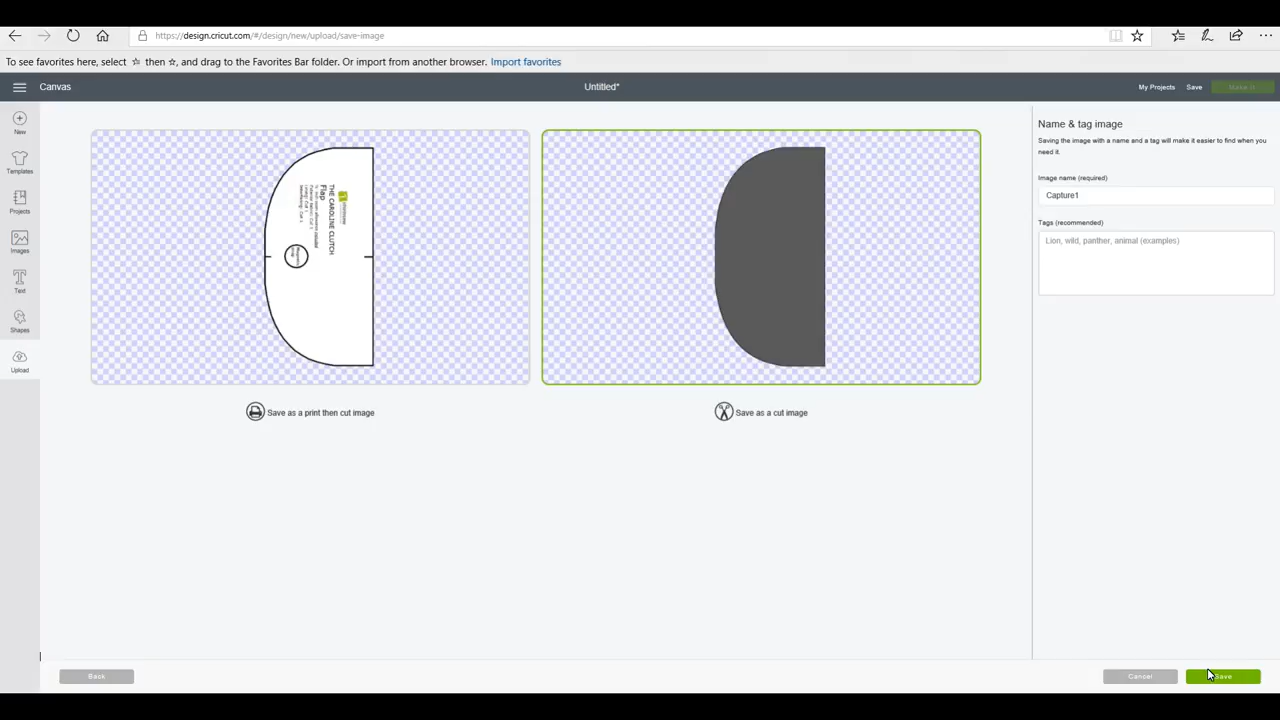 https://design.cricut.com/#/design/new/upload/save-image
To see favorites here, select ☆ then ☆, and drag to the Favorites Bar folder. Or import from another browser. Import favorites
Canvas
Untitled*
My Projects
Save
Make It
New
Templates
Projects
Images
Text
Shapes
Upload
THE CAROLINE CLUTCH
Flap
Save as a print then cut image
Save as a cut image
Name & tag image
Saving the image with a name and a tag will make it easier to find when you
need it.
Image name (required)
Capture1
Tags (recommended)
Lion, wild, panther, animal (examples)
Back
Cancel
Save